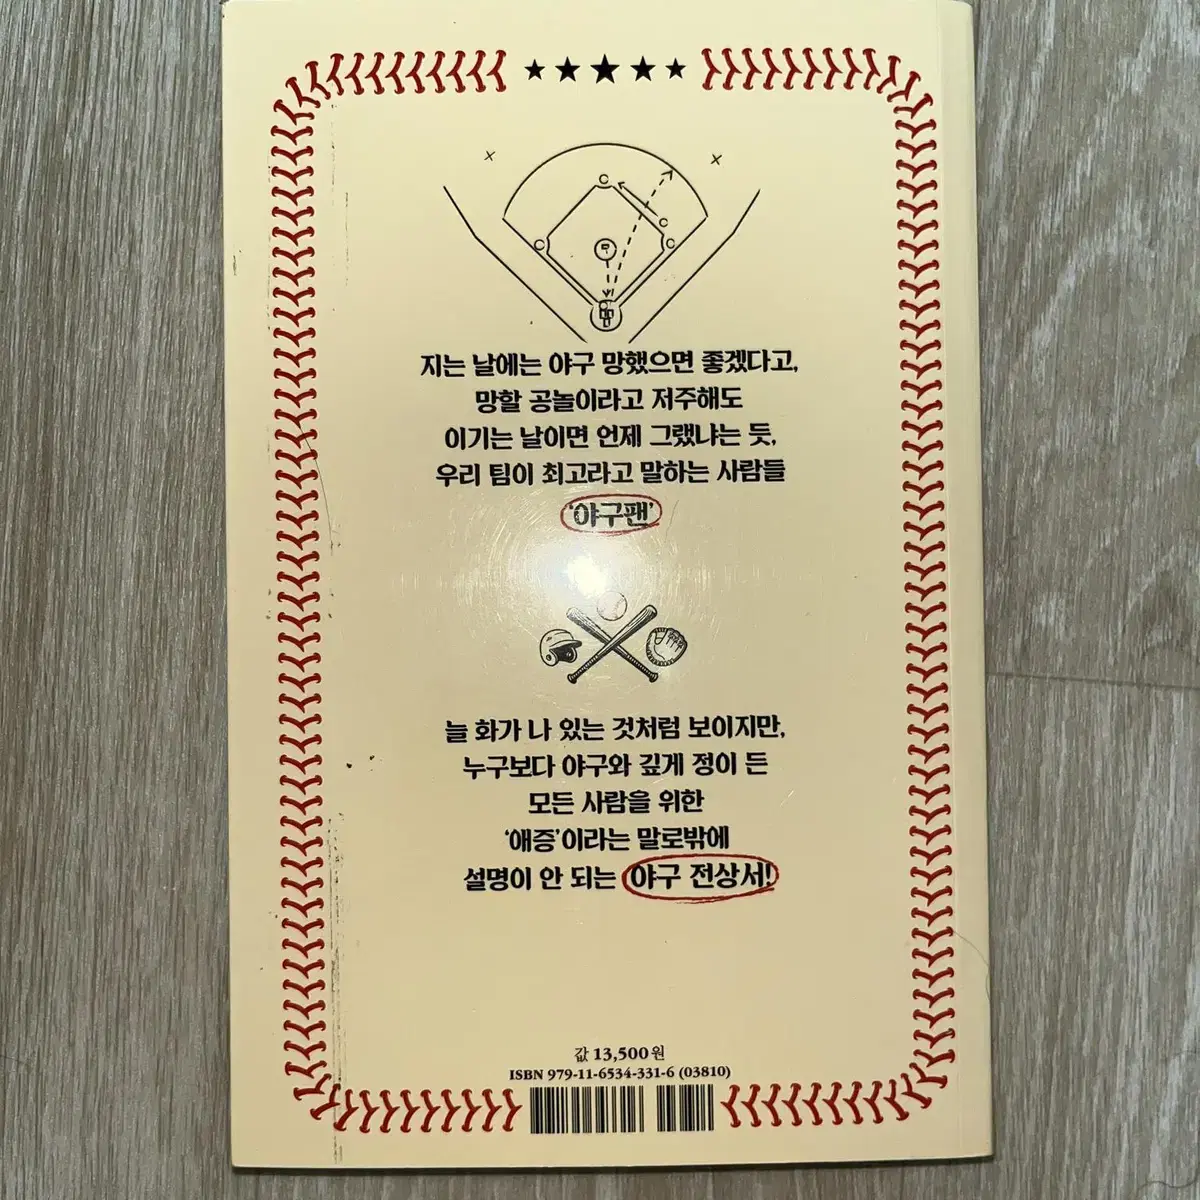 지는 날에는 야구 망했으면 좋겠다고,
망할 공놀이라고 저주해도
이기는 날이면 언제 그랬냐는 듯,
우리 팀이 최고라고 말하는 사람들
‘야구팬’
늘 화가 나 있는 것처럼 보이지만,
누구보다 야구와 깊게 정이 든
모든 사람을 위한
‘애증’이라는 말로밖에
설명이 안 되는 야구 전상서!
값 13,500원
ISBN 979-11-6534-331-6 (03810)